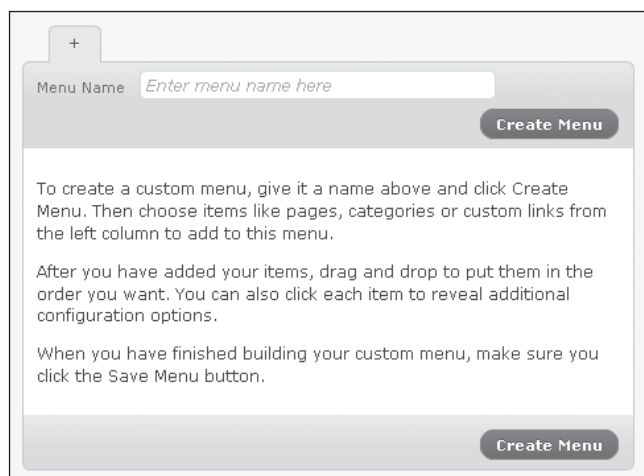 +
Menu Name Enter menu name here
Create Menu
To create a custom menu, give it a name above and click Create
Menu. Then choose items like pages, categories or custom links from
the left column to add to this menu.
After you have added your items, drag and drop to put them in the
order you want. You can also click each item to reveal additional
configuration options.
When you have finished building your custom menu, make sure you
click the Save Menu button.
Create Menu